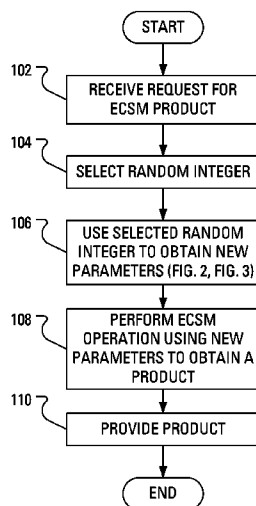 START
102
RECEIVE REQUEST FOR
ECSM PRODUCT
104
SELECT RANDOM INTEGER
106
USE SELECTED RANDOM
INTEGER TO OBTAIN NEW
PARAMETERS (FIG. 2, FIG. 3)
108
PERFORM ECSM
OPERATION USING NEW
PARAMETERS TO OBTAIN A
PRODUCT
110
PROVIDE PRODUCT
END